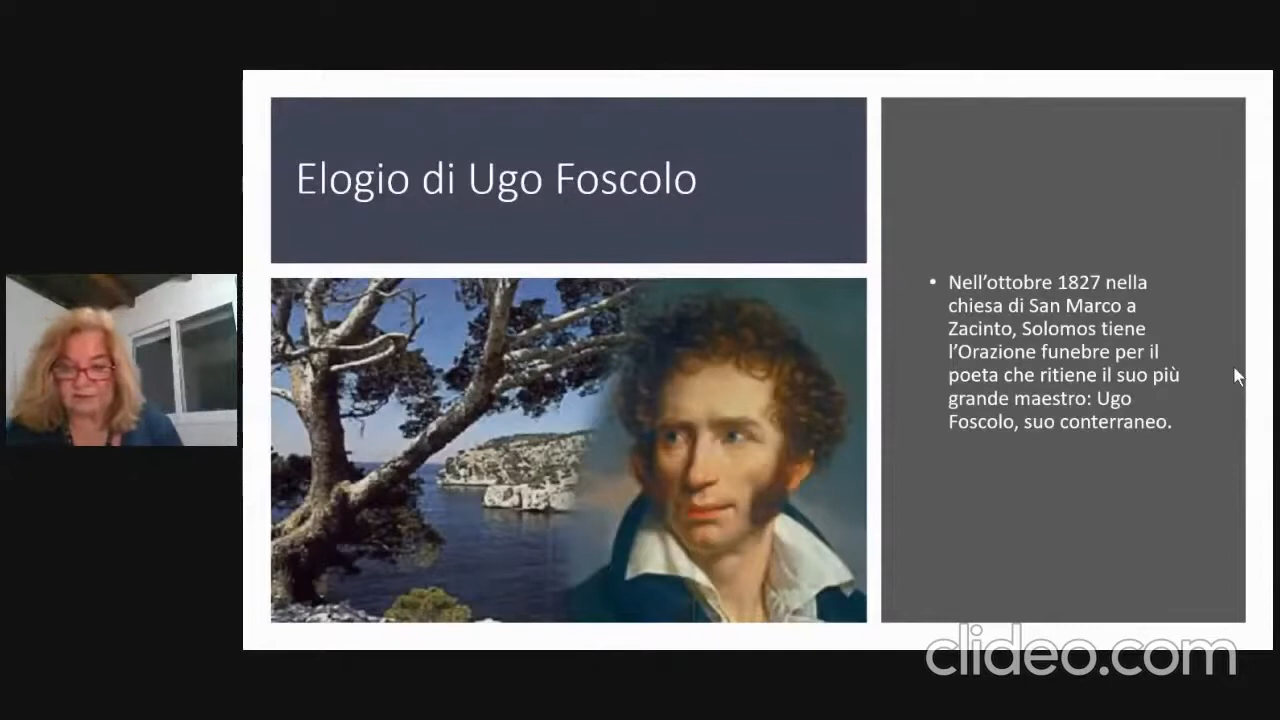 Elogio di Ugo Foscolo
• Nell’ottobre 1827 nella
chiesa di San Marco a
Zacinto, Solomos tiene
l’Orazione funebre per il
poeta che ritiene il suo più
grande maestro: Ugo
Foscolo, suo conterraneo.
clideo.com